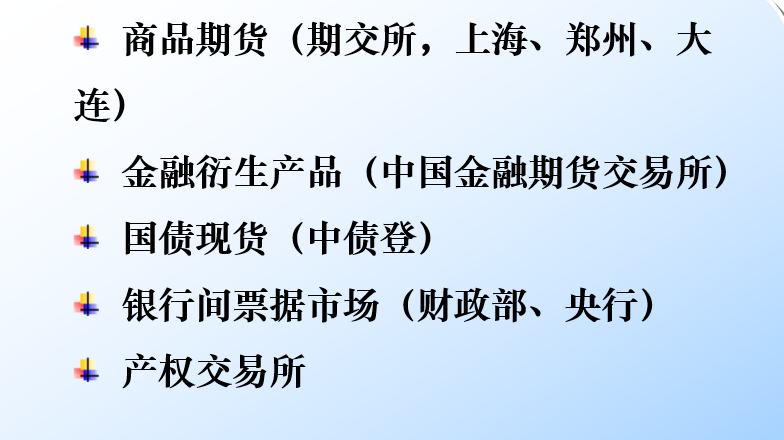 商品期货（期交所，上海、郑州、大
连）
金融衍生产品（中国金融期货交易所）
国债现货（中债登）
银行间票据市场（财政部、央行）
产权交易所